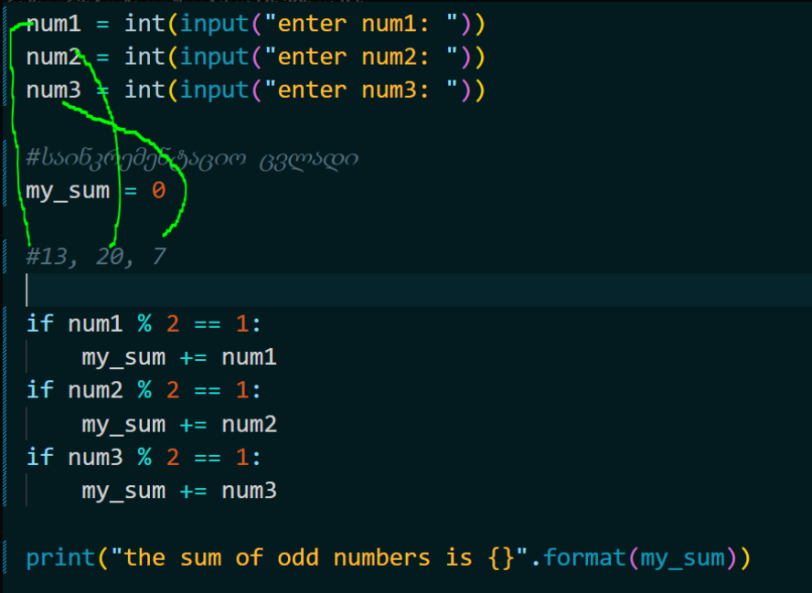 num1 = int(input("enter num1: "))
num2 = int(input("enter num2: "))
num3 = int(input("enter num3: "))
#საინკრემენტაციო ცვლადი
my_sum = 0
#13, 20, 7
if num1 % 2 == 1:
    my_sum += num1
if num2 % 2 == 1:
    my_sum += num2
if num3 % 2 == 1:
    my_sum += num3
print("the sum of odd numbers is {}".format(my_sum))